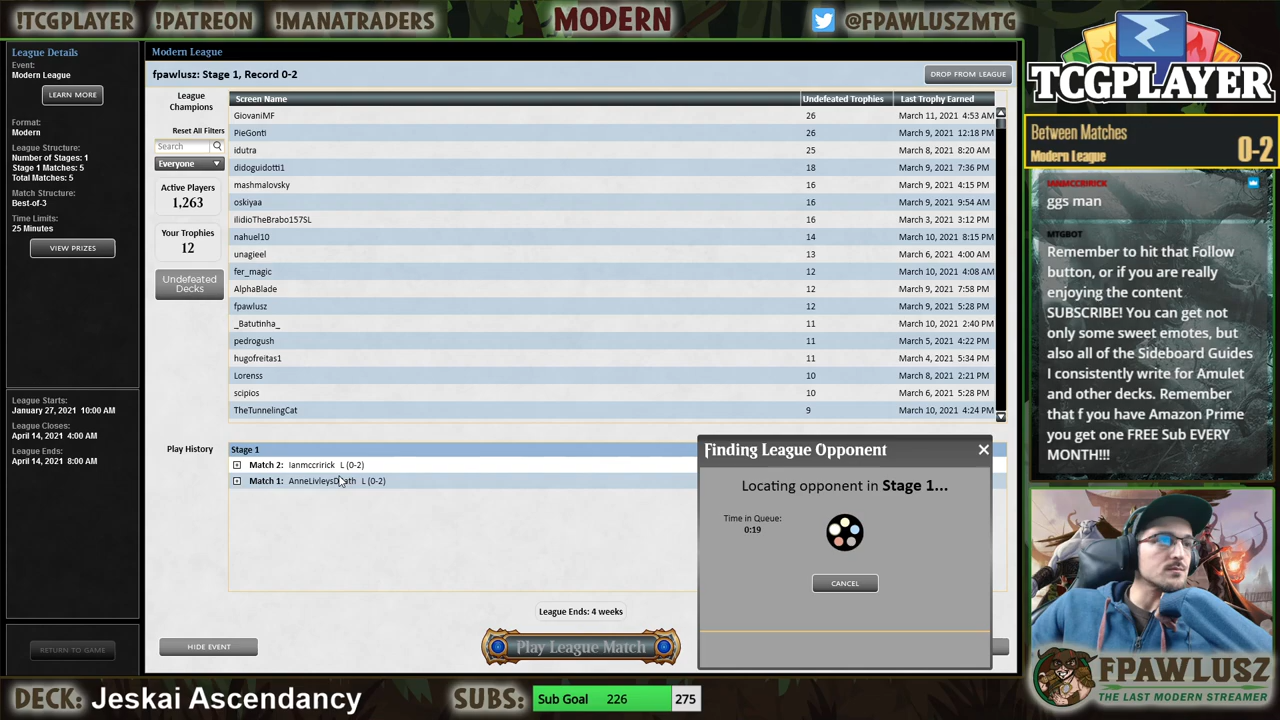 !TCGPLAYER !PATREON !MANATRADERS MODERN @FPAWLUSZMTG
League Details
Event:
Modern League
LEARN MORE
Format:
Modern
League Structure:
Number of Stages: 1
Stage 1 Matches: 5
Total Matches: 5
Match Structure:
Best-of-3
Time Limits:
25 Minutes
VIEW PRIZES
League Starts:
January 27, 2021 10:00 AM
League Closes:
April 14, 2021 4:00 AM
League Ends:
April 14, 2021 8:00 AM
RETURN TO GAME
Modern League
fpawlusz: Stage 1, Record 0-2
DROP FROM LEAGUE
League
Champions
Reset All Filters
Search
Everyone
Active Players
1,263
Your Trophies
12
Undefeated
Decks
Screen Name Undefeated Trophies Last Trophy Earned
GiovaniMF 26 March 11, 2021 4:53 AM
PieGonti 26 March 9, 2021 12:18 PM
idutra 25 March 8, 2021 8:20 AM
didoguidotti1 18 March 9, 2021 7:36 PM
mashmalovsky 16 March 9, 2021 4:15 PM
oskiyaa 16 March 9, 2021 9:54 AM
ilidioTheBrabo157SL 16 March 3, 2021 3:12 PM
nahuel10 14 March 10, 2021 8:15 PM
unagieel 13 March 6, 2021 4:00 AM
fer_magic 12 March 10, 2021 4:08 AM
AlphaBlade 12 March 9, 2021 7:58 PM
fpawlusz 12 March 9, 2021 5:28 PM
_Batutinha_ 11 March 10, 2021 2:40 PM
pedrogush 11 March 5, 2021 4:22 PM
hugofreitas1 11 March 4, 2021 5:34 PM
Lorenss 10 March 8, 2021 2:21 PM
scipios 10 March 6, 2021 5:28 PM
TheTunnelingCat 9 March 10, 2021 4:24 PM
Play History
Stage 1
Match 2: Ianmccririck L (0-2)
Match 1: AnneLivleysDeath L (0-2)
League Ends: 4 weeks
HIDE EVENT
Play League Match
Finding League Opponent
Locating opponent in Stage 1...
Time in Queue:
0:19
CANCEL
TCGPLAYER
Between Matches
Modern League
0-2
IANMCCRIRICK
ggs man
MTGBOT
Remember to hit that Follow
button, or if you are really
enjoying the content
SUBSCRIBE! You can get not
only some sweet emotes, but
also all of the Sideboard Guides
I consistently write for Amulet
and other decks. Remember
that f you have Amazon Prime
you get one FREE Sub EVERY
MONTH!!!
FPAWLUSZ
THE LAST MODERN STREAMER
DECK: Jeskai Ascendancy SUBS: Sub Goal 226 275